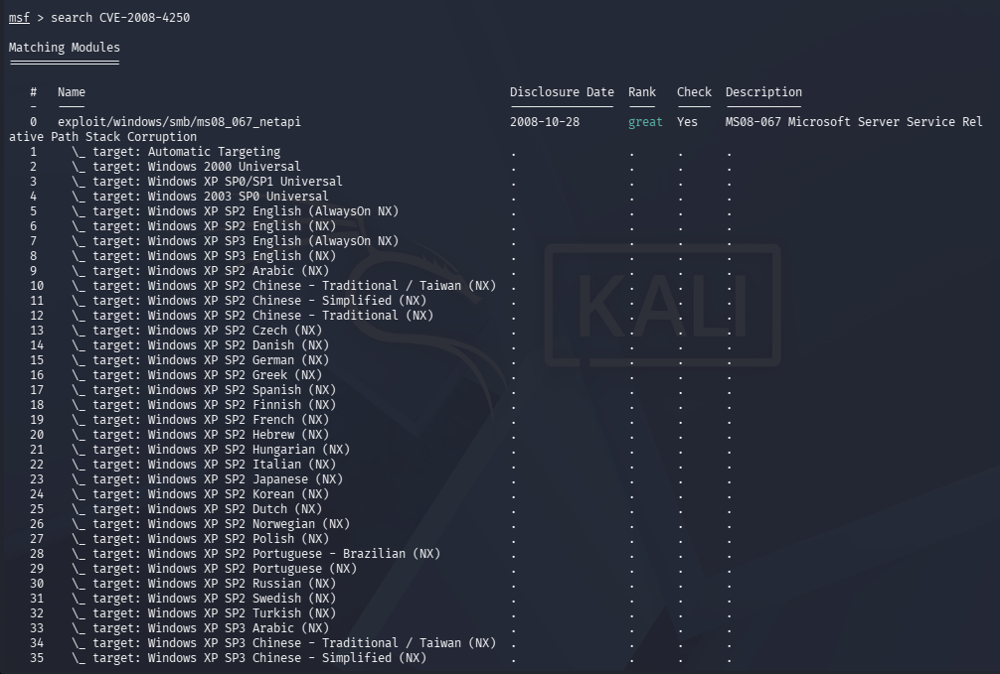 msf > search CVE-2008-4250
Matching Modules
================
# Name Disclosure Date Rank Check Description
- ---- --------------- ---- ----- -----------
0 exploit/windows/smb/ms08_067_netapi 2008-10-28 great Yes MS08-067 Microsoft Server Service Rel
ative Path Stack Corruption
1 \_ target: Automatic Targeting . . . .
2 \_ target: Windows 2000 Universal . . . .
3 \_ target: Windows XP SP0/SP1 Universal . . . .
4 \_ target: Windows 2003 SP0 Universal . . . .
5 \_ target: Windows XP SP2 English (AlwaysOn NX) . . . .
6 \_ target: Windows XP SP2 English (NX) . . . .
7 \_ target: Windows XP SP3 English (AlwaysOn NX) . . . .
8 \_ target: Windows XP SP3 English (NX) . . . .
9 \_ target: Windows XP SP2 Arabic (NX) . . . .
10 \_ target: Windows XP SP2 Chinese - Traditional / Taiwan (NX) . . . .
11 \_ target: Windows XP SP2 Chinese - Simplified (NX) . . . .
12 \_ target: Windows XP SP2 Chinese - Traditional (NX) . . . .
13 \_ target: Windows XP SP2 Czech (NX) . . . .
14 \_ target: Windows XP SP2 Danish (NX) . . . .
15 \_ target: Windows XP SP2 German (NX) . . . .
16 \_ target: Windows XP SP2 Greek (NX) . . . .
17 \_ target: Windows XP SP2 Spanish (NX) . . . .
18 \_ target: Windows XP SP2 Finnish (NX) . . . .
19 \_ target: Windows XP SP2 French (NX) . . . .
20 \_ target: Windows XP SP2 Hebrew (NX) . . . .
21 \_ target: Windows XP SP2 Hungarian (NX) . . . .
22 \_ target: Windows XP SP2 Italian (NX) . . . .
23 \_ target: Windows XP SP2 Japanese (NX) . . . .
24 \_ target: Windows XP SP2 Korean (NX) . . . .
25 \_ target: Windows XP SP2 Dutch (NX) . . . .
26 \_ target: Windows XP SP2 Norwegian (NX) . . . .
27 \_ target: Windows XP SP2 Polish (NX) . . . .
28 \_ target: Windows XP SP2 Portuguese - Brazilian (NX) . . . .
29 \_ target: Windows XP SP2 Portuguese (NX) . . . .
30 \_ target: Windows XP SP2 Russian (NX) . . . .
31 \_ target: Windows XP SP2 Swedish (NX) . . . .
32 \_ target: Windows XP SP2 Turkish (NX) . . . .
33 \_ target: Windows XP SP3 Arabic (NX) . . . .
34 \_ target: Windows XP SP3 Chinese - Traditional / Taiwan (NX) . . . .
35 \_ target: Windows XP SP3 Chinese - Simplified (NX) . . . .
KALI